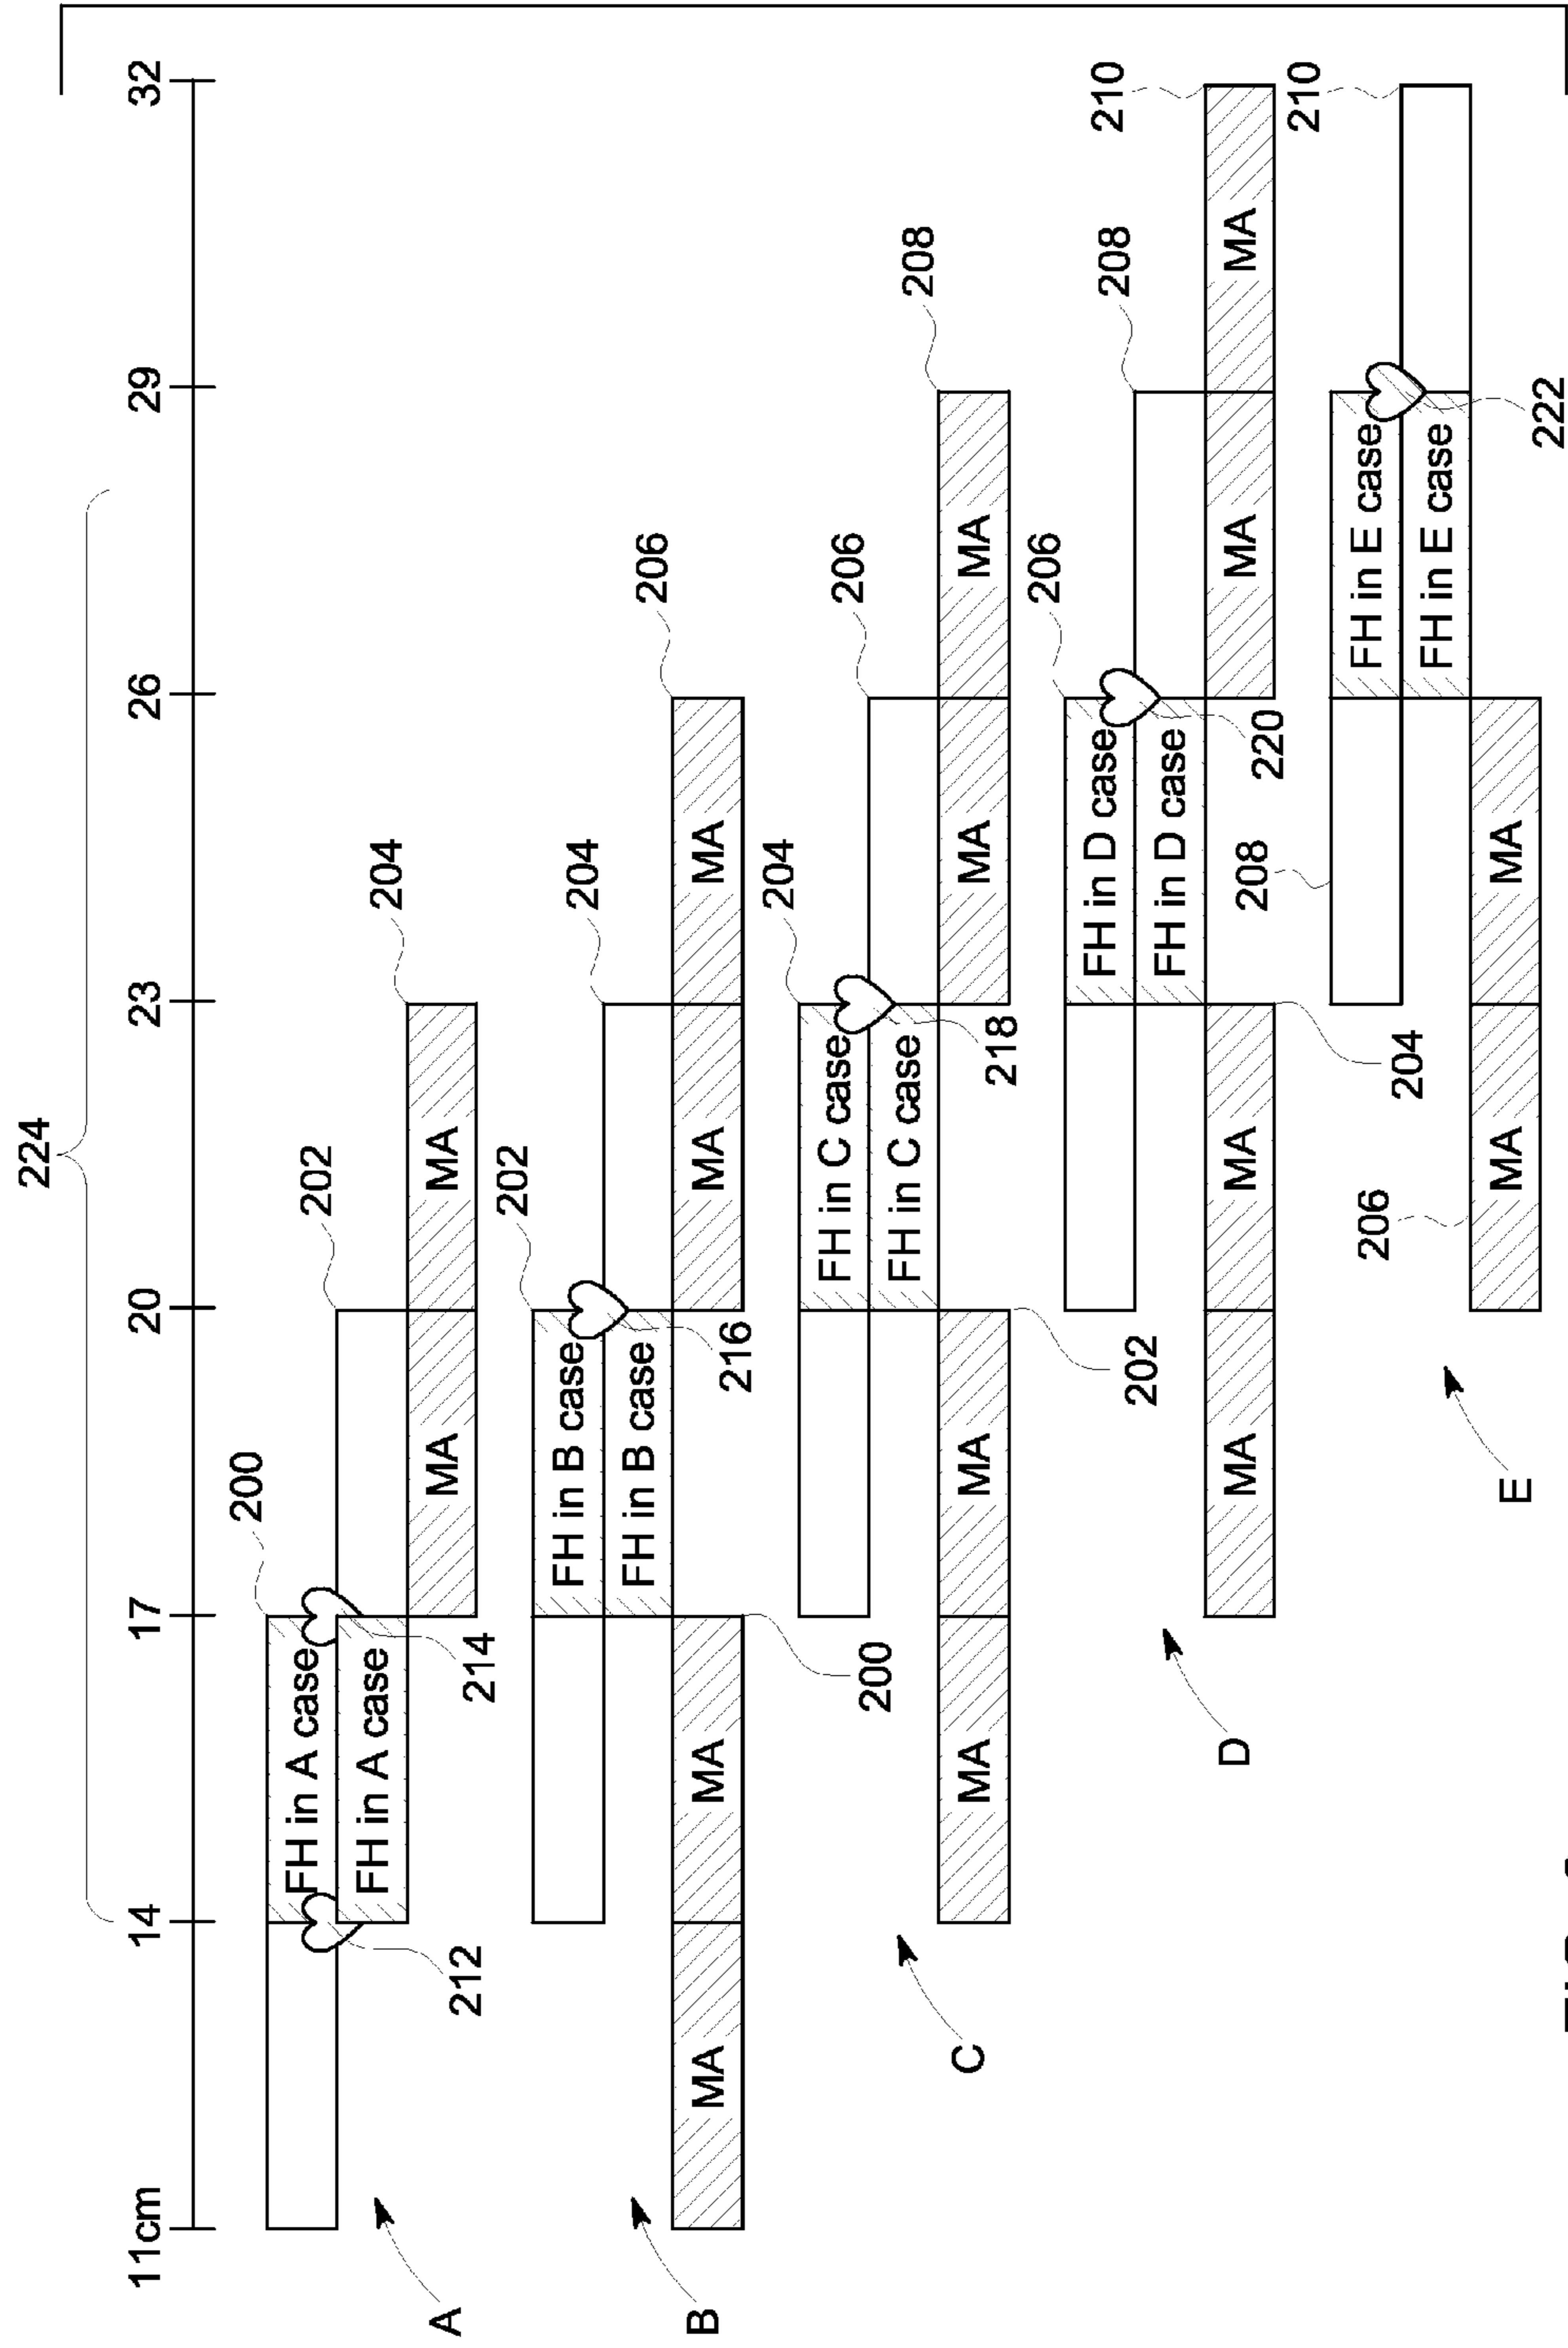 224
11cm 14 17 20 23 26 29 32
200
FH in A case 202
FH in A case 204
A MA MA
212 214
202
FH in B case 204
FH in B case 206
B MA MA MA MA
216
204
FH in C case 206
200 FH in C case 208
C MA MA MA MA
218
206
FH in D case 208 210
202 FH in D case
D MA MA MA MA
208 220
210
206 FH in E case
204 FH in E case
E MA MA
222